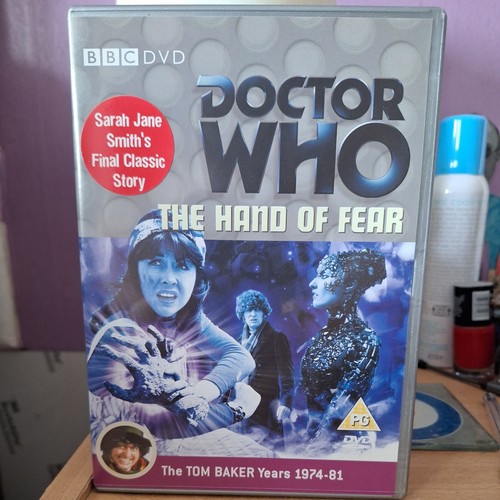 BBC DVD
DOCTOR
WHO
Sarah Jane
Smith's
Final Classic
Story
THE HAND OF FEAR
PG
DVD
The TOM BAKER Years 1974-81